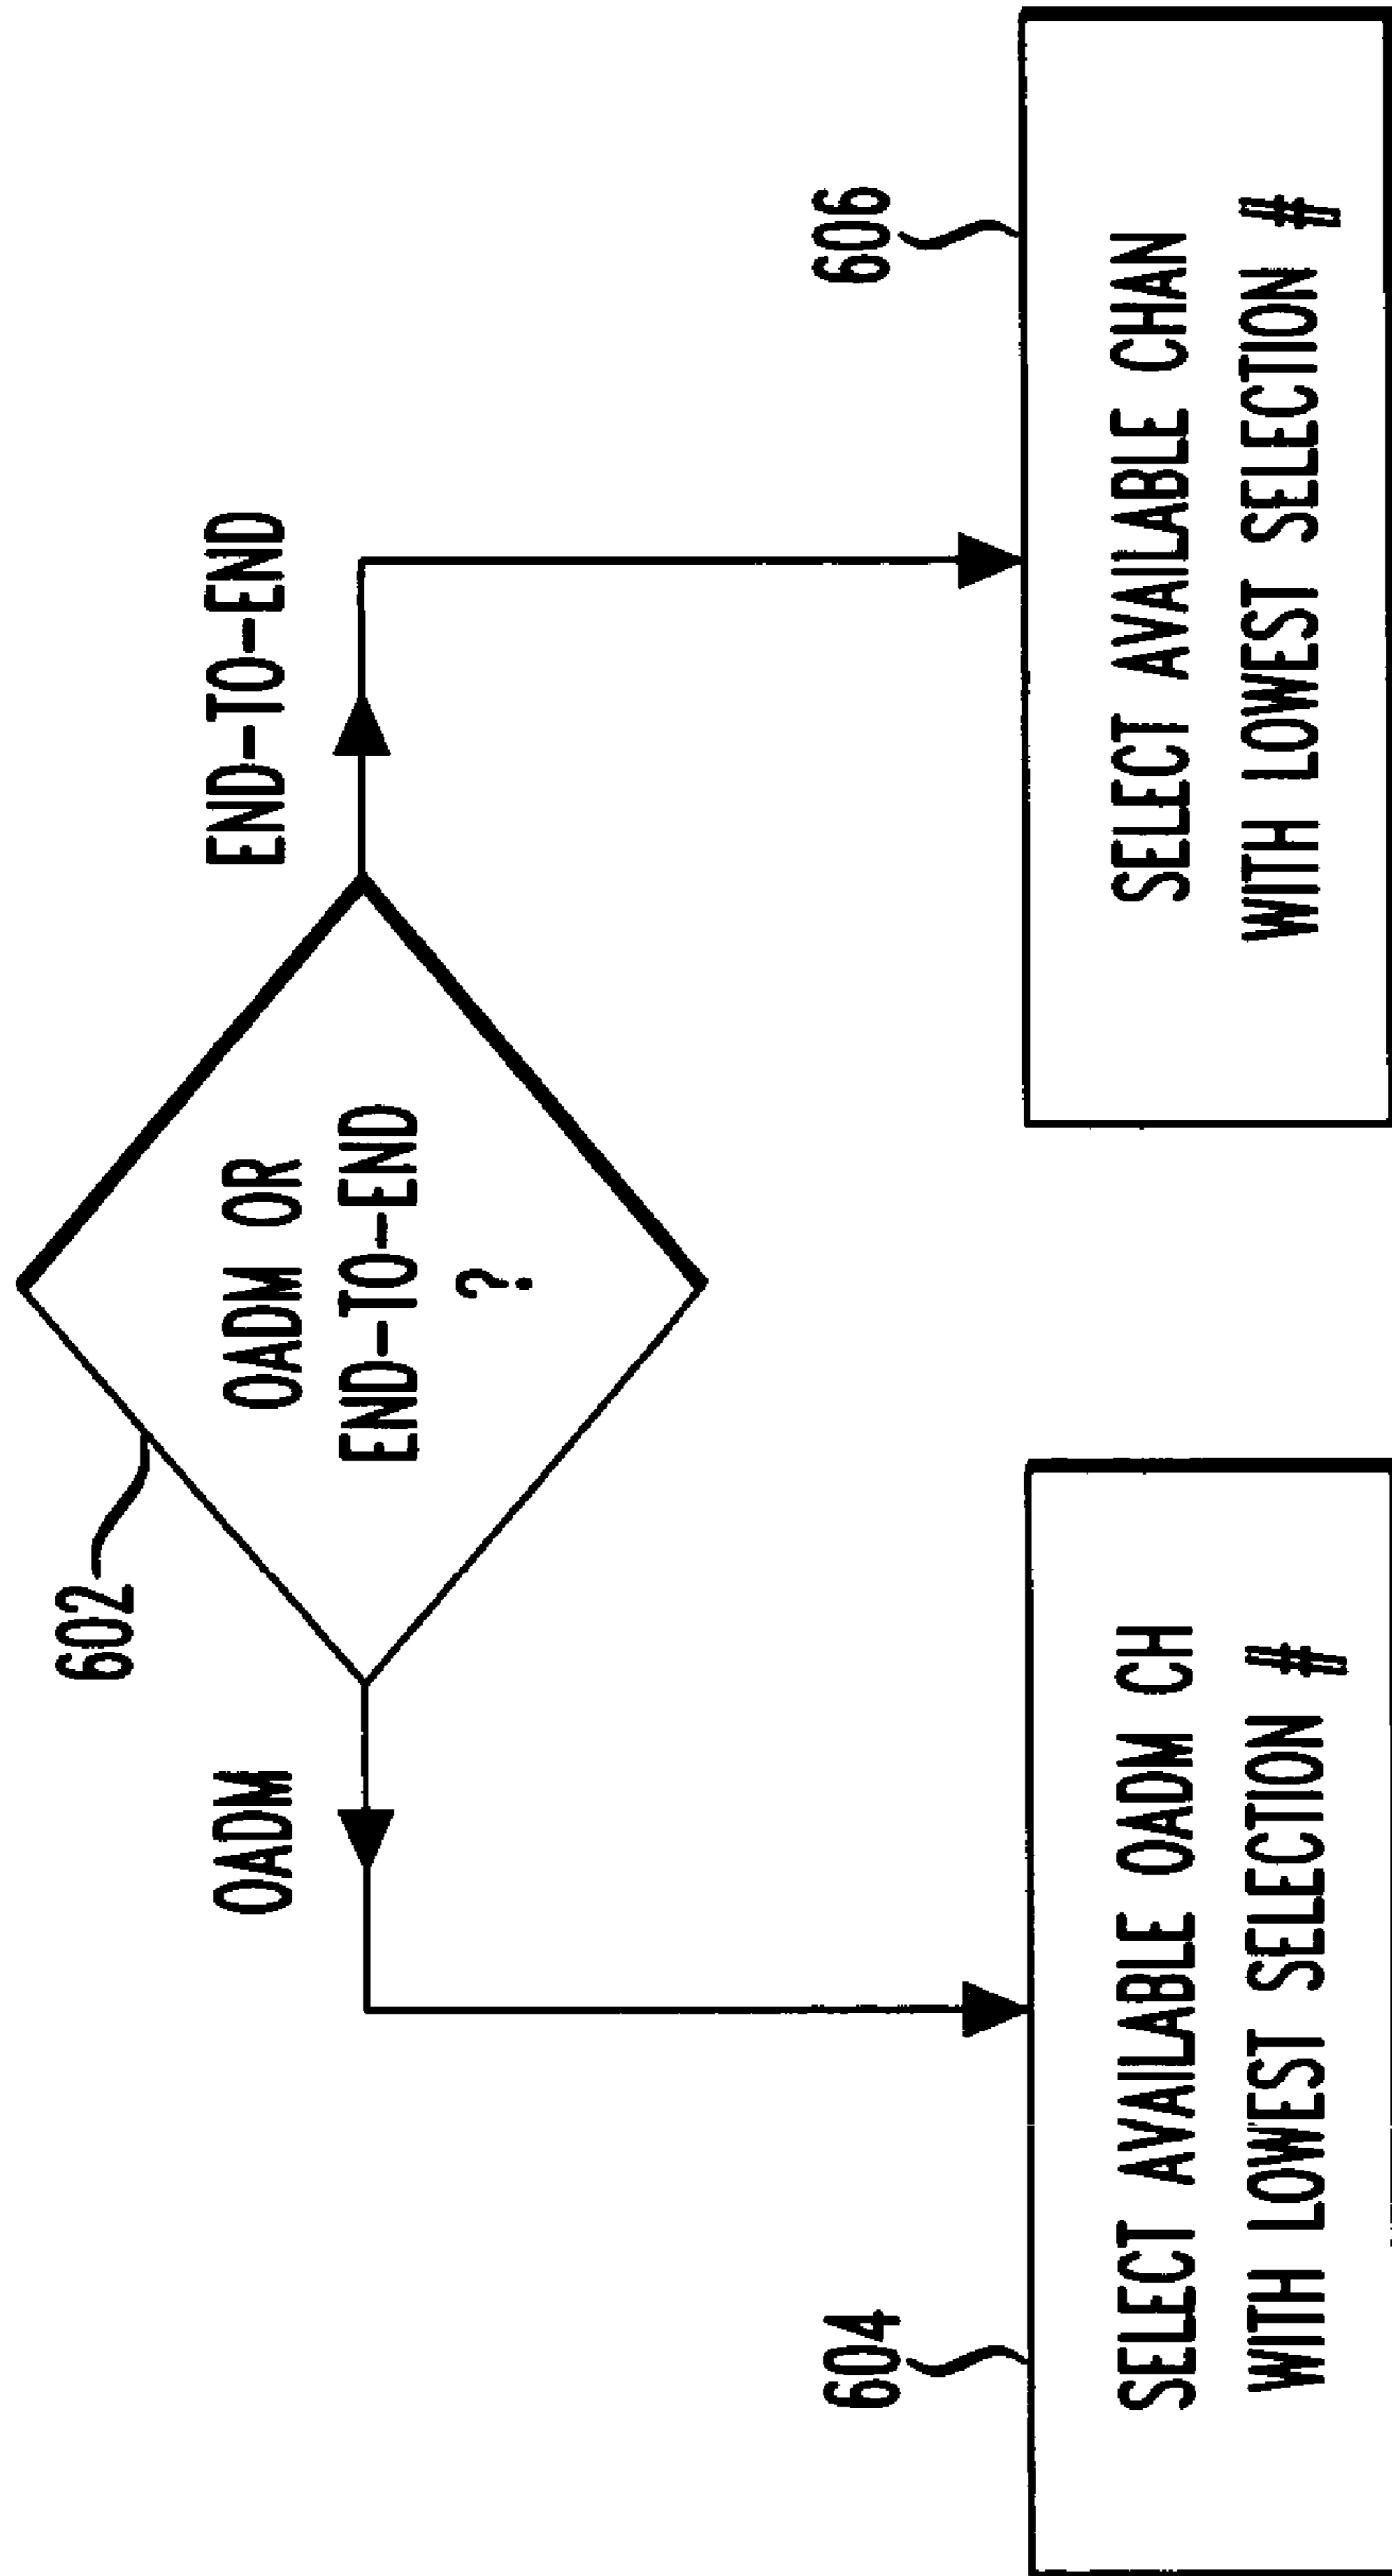 602
OADM OR
END-TO-END
?
OADM
END-TO-END
604
SELECT AVAILABLE OADM CH
WITH LOWEST SELECTION #
606
SELECT AVAILABLE CHAN
WITH LOWEST SELECTION #